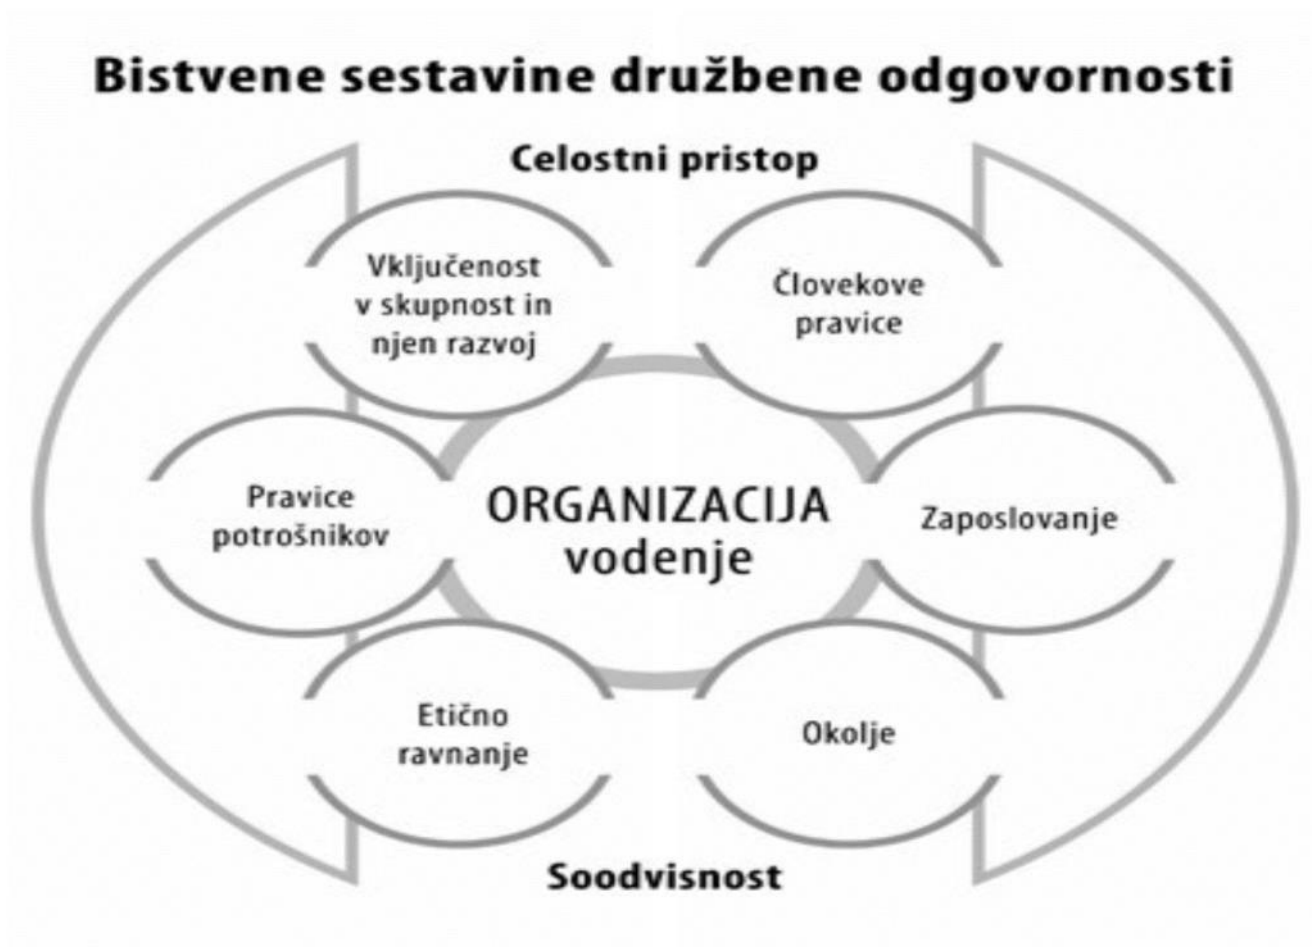 Bistvene sestavine družbene odgovornosti
Celostni pristop
Vključenost
v skupnost in
njen razvoj
Človekove
pravice
Pravice
potrošnikov
ORGANIZACIJA
vodenje
Zaposlovanje
Etično
ravnanje
Okolje
Soodvisnost